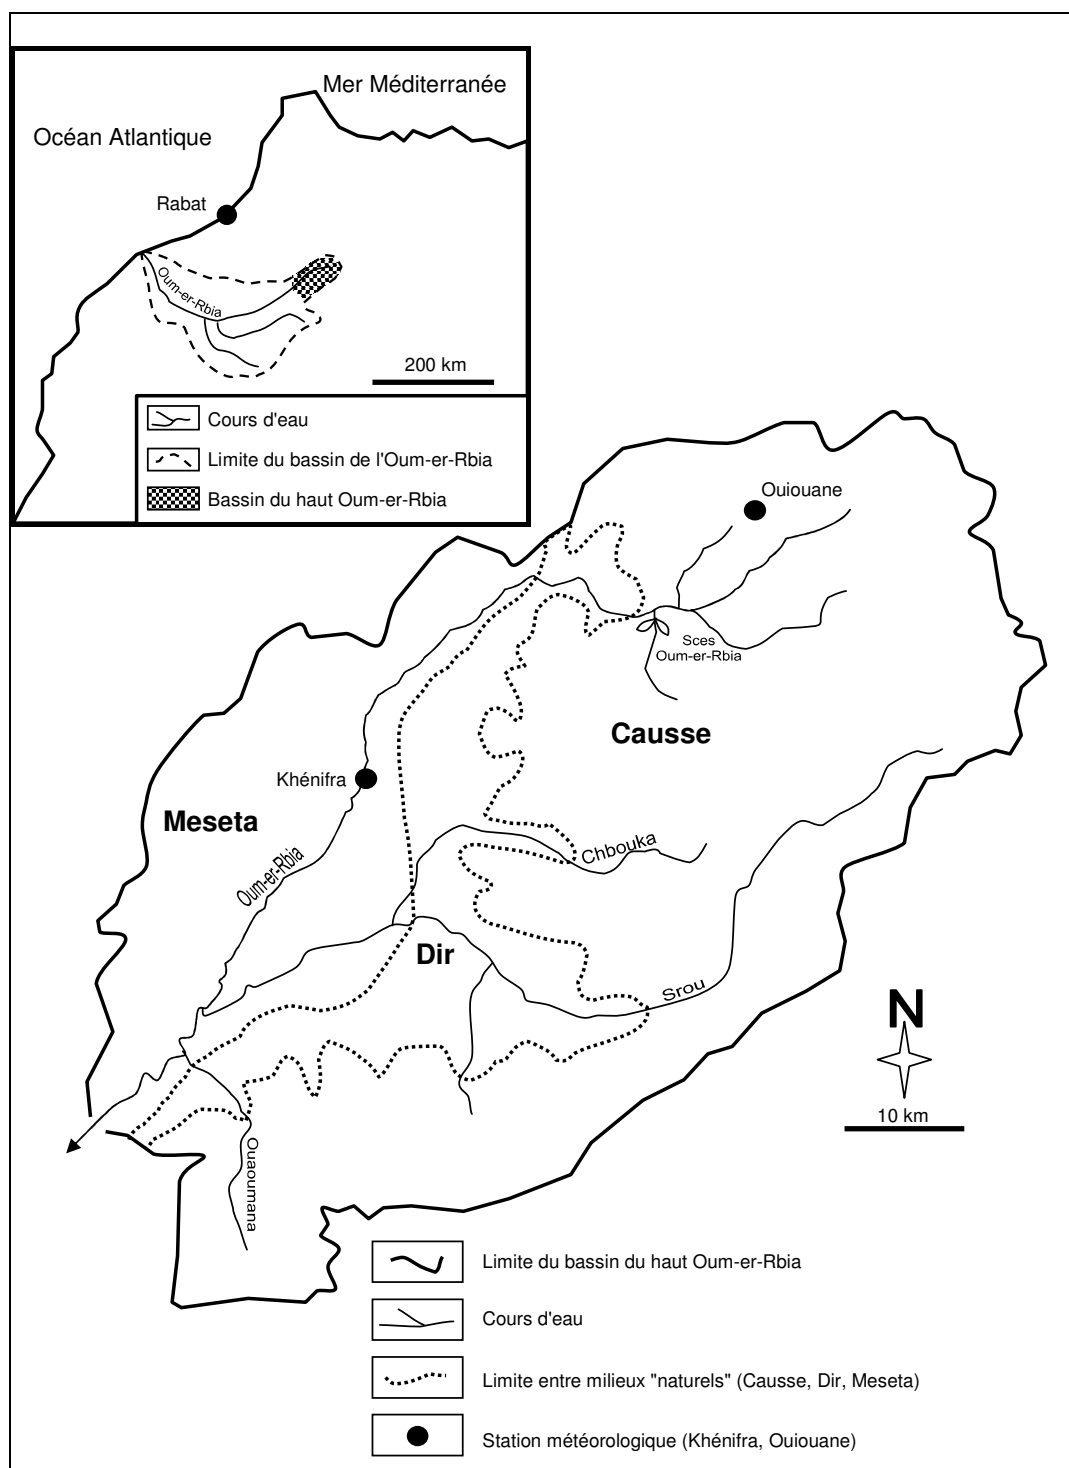 Mer Méditerranée
Océan Atlantique
Rabat
Oum-er-Rbia
200 km
Cours d'eau
Limite du bassin de l'Oum-er-Rbia
Bassin du haut Oum-er-Rbia
Ouiouane
Sces
Oum-er-Rbia
Causse
Khénifra
Meseta
Chbouka
Oum-er-Rbia
Dir
Srou
N
10 km
Ouaoumana
Limite du bassin du haut Oum-er-Rbia
Cours d'eau
Limite entre milieux "naturels" (Causse, Dir, Meseta)
Station météorologique (Khénifra, Ouiouane)